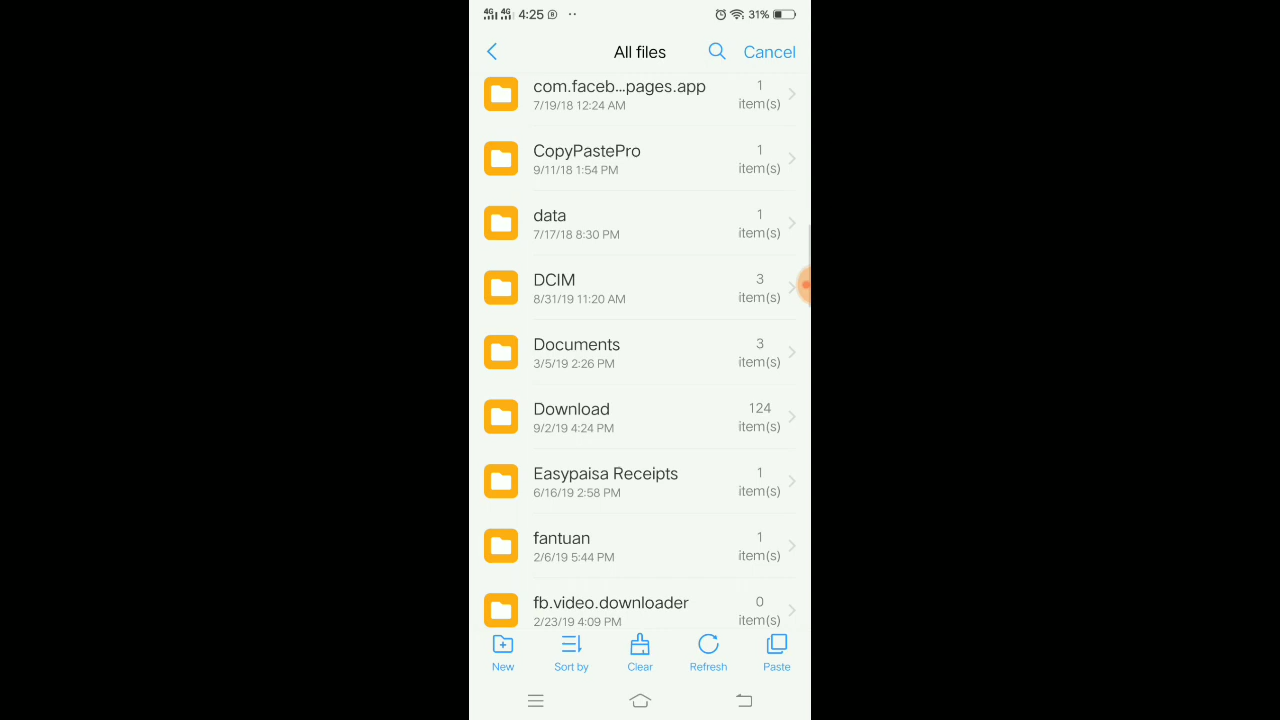 4G 4G 4:25 31%
All files Cancel
com.faceb...pages.app 1
7/19/18 12:24 AM item(s)
CopyPastePro 1
9/11/18 1:54 PM item(s)
data 1
7/17/18 8:30 PM item(s)
DCIM 3
8/31/19 11:20 AM item(s)
Documents 3
3/5/19 2:26 PM item(s)
Download 124
9/2/19 4:24 PM item(s)
Easypaisa Receipts 1
6/16/19 2:58 PM item(s)
fantuan 1
2/6/19 5:44 PM item(s)
fb.video.downloader 0
2/23/19 4:09 PM item(s)
New Sort by Clear Refresh Paste